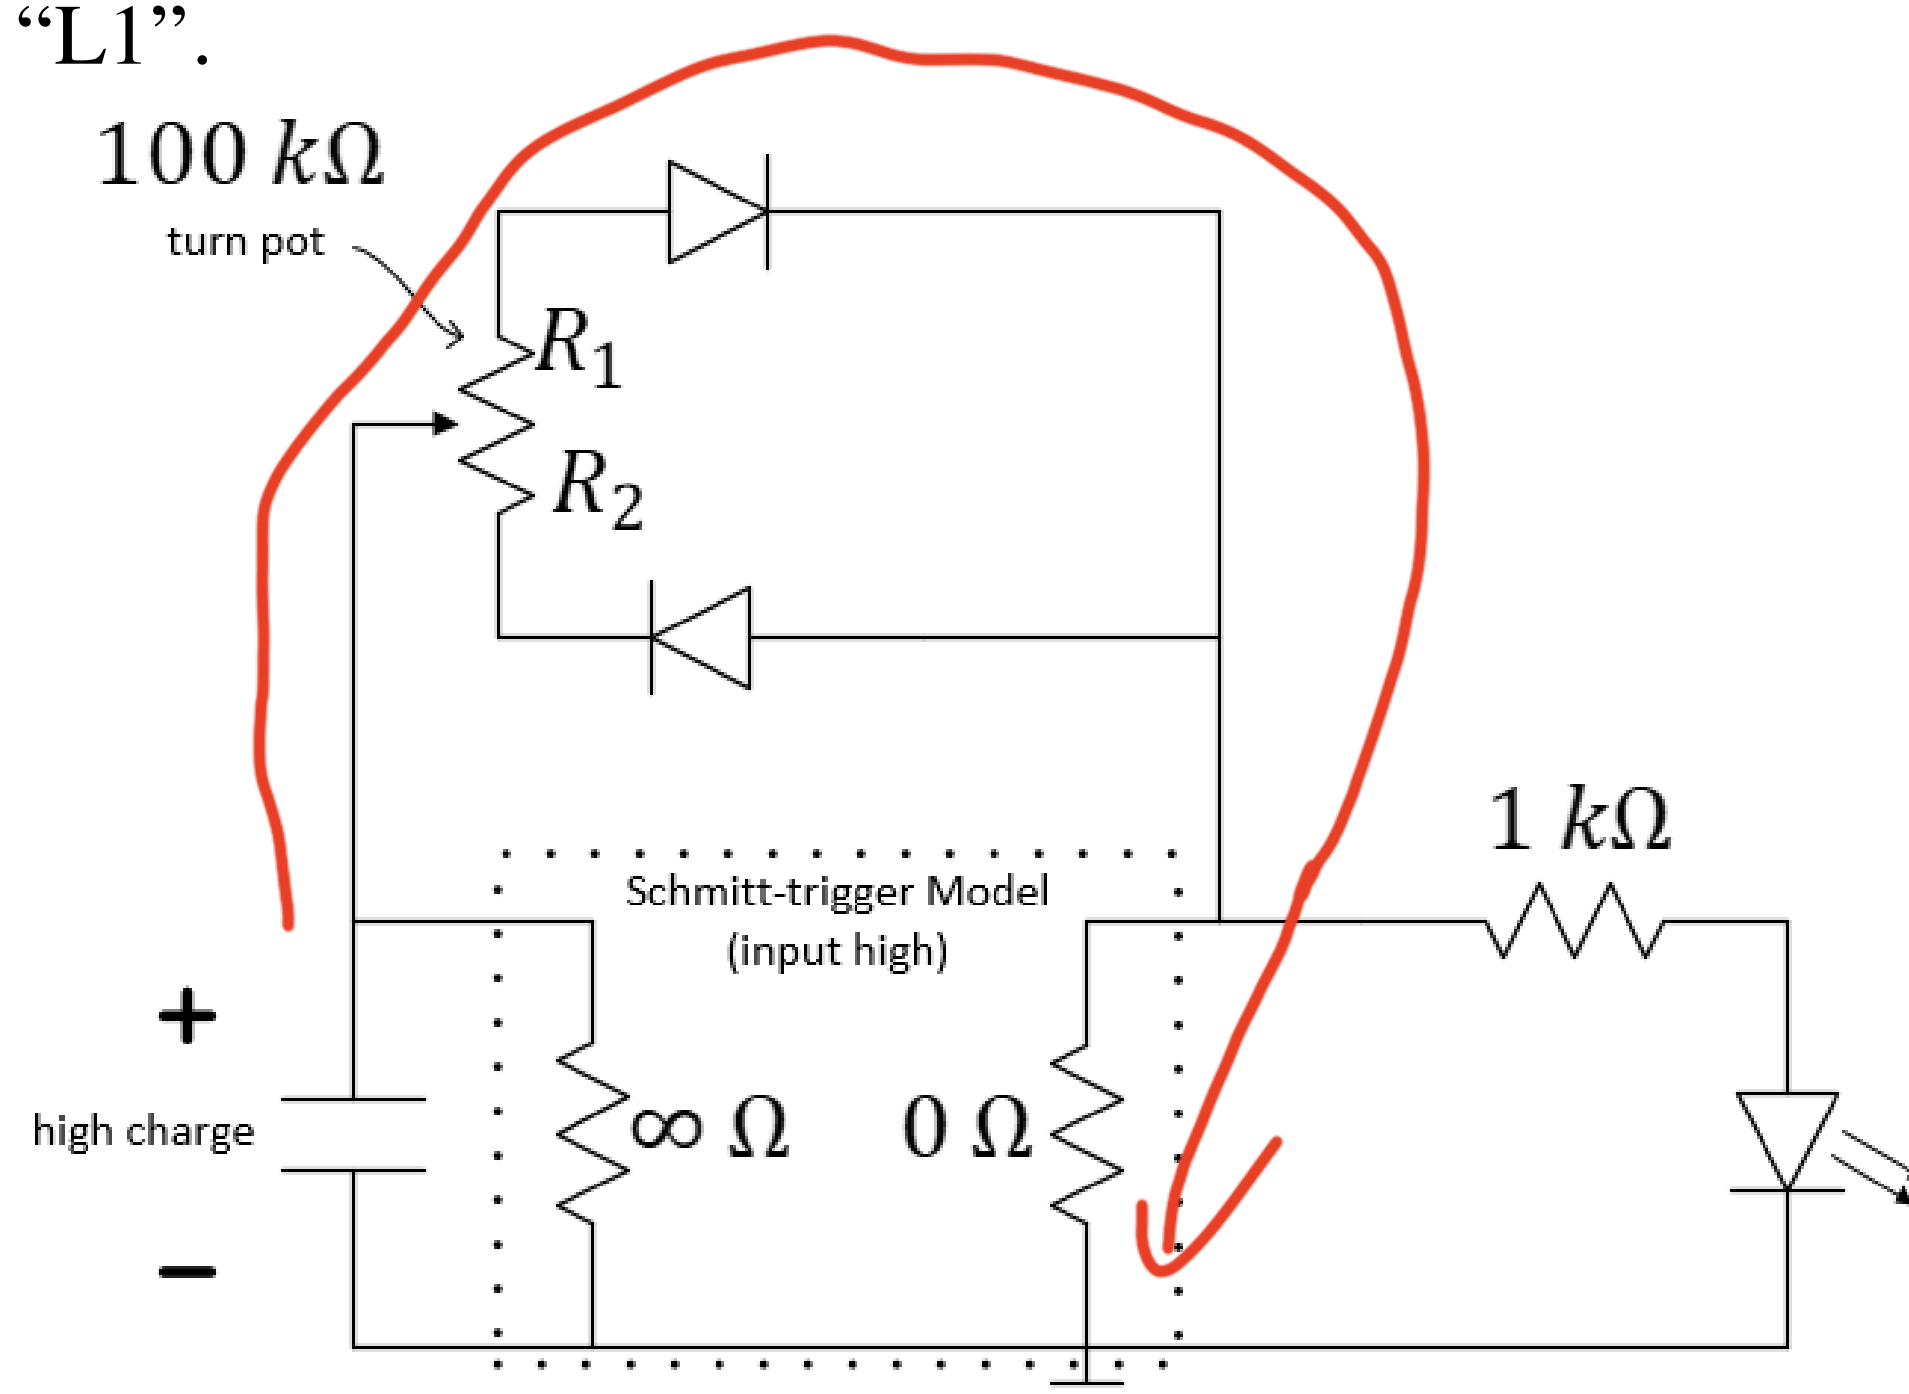 “L1”.
100 kΩ
turn pot
R₁
R₂
1 kΩ
Schmitt-trigger Model
(input high)
+
high charge
∞ Ω
0 Ω
−